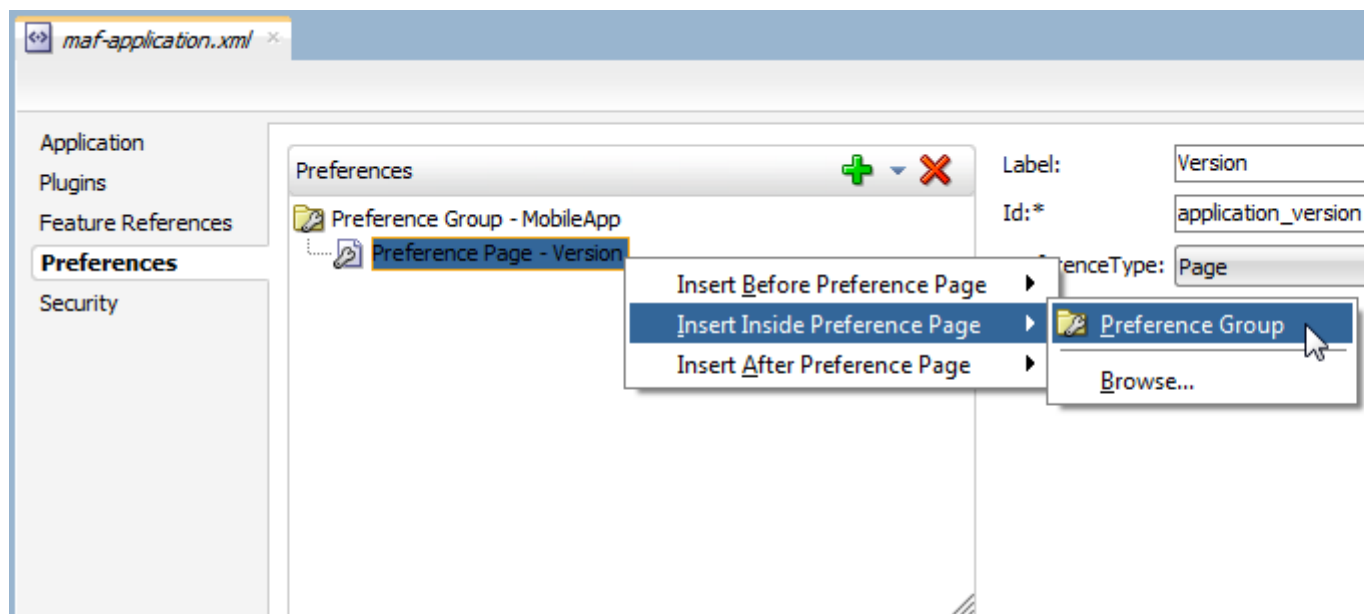 maf-application.xml
Application
Plugins
Feature References
Preferences
Security
Preferences
Preference Group - MobileApp
Preference Page - Version
Insert Before Preference Page
Insert Inside Preference Page
Insert After Preference Page
Preference Group
Browse...
Label:
Version
Id:*
application_version
erenceType:
Page